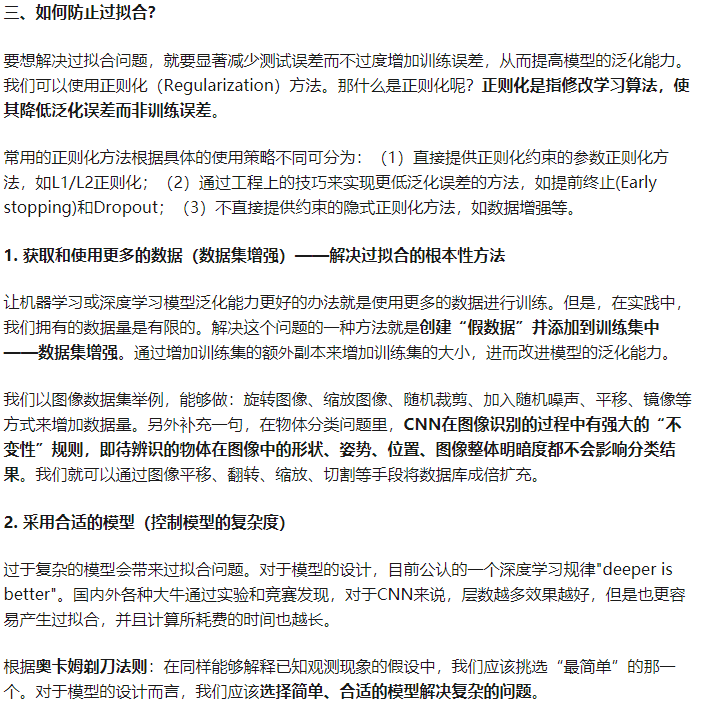 三、如何防止过拟合？
要想解决过拟合问题，就要显著减少测试误差而不过度增加训练误差，从而提高模型的泛化能力。
我们可以使用正则化（Regularization）方法。那什么是正则化呢？正则化是指修改学习算法，使
其降低泛化误差而非训练误差。
常用的正则化方法根据具体的使用策略不同可分为：（1）直接提供正则化约束的参数正则化方
法，如L1/L2正则化；（2）通过工程上的技巧来实现更低泛化误差的方法，如提前终止(Early
stopping)和Dropout；（3）不直接提供约束的隐式正则化方法，如数据增强等。
1. 获取和使用更多的数据（数据集增强）——解决过拟合的根本性方法
让机器学习或深度学习模型泛化能力更好的办法就是使用更多的数据进行训练。但是，在实践中，
我们拥有的数据量是有限的。解决这个问题的一种方法就是创建“假数据”并添加到训练集中
——数据集增强。通过增加训练集的额外副本来增加训练集的大小，进而改进模型的泛化能力。
我们以图像数据集举例，能够做：旋转图像、缩放图像、随机裁剪、加入随机噪声、平移、镜像等
方式来增加数据量。另外补充一句，在物体分类问题里，CNN在图像识别的过程中有强大的“不
变性”规则，即待辨识的物体在图像中的形状、姿势、位置、图像整体明暗度都不会影响分类结
果。我们就可以通过图像平移、翻转、缩放、切割等手段将数据库成倍扩充。
2. 采用合适的模型（控制模型的复杂度）
过于复杂的模型会带来过拟合问题。对于模型的设计，目前公认的一个深度学习规律"deeper is
better"。国内外各种大牛通过实验和竞赛发现，对于CNN来说，层数越多效果越好，但是也更容
易产生过拟合，并且计算所耗费的时间也越长。
根据奥卡姆剃刀法则：在同样能够解释已知观测现象的假设中，我们应该挑选“最简单”的那一
个。对于模型的设计而言，我们应该选择简单、合适的模型解决复杂的问题。